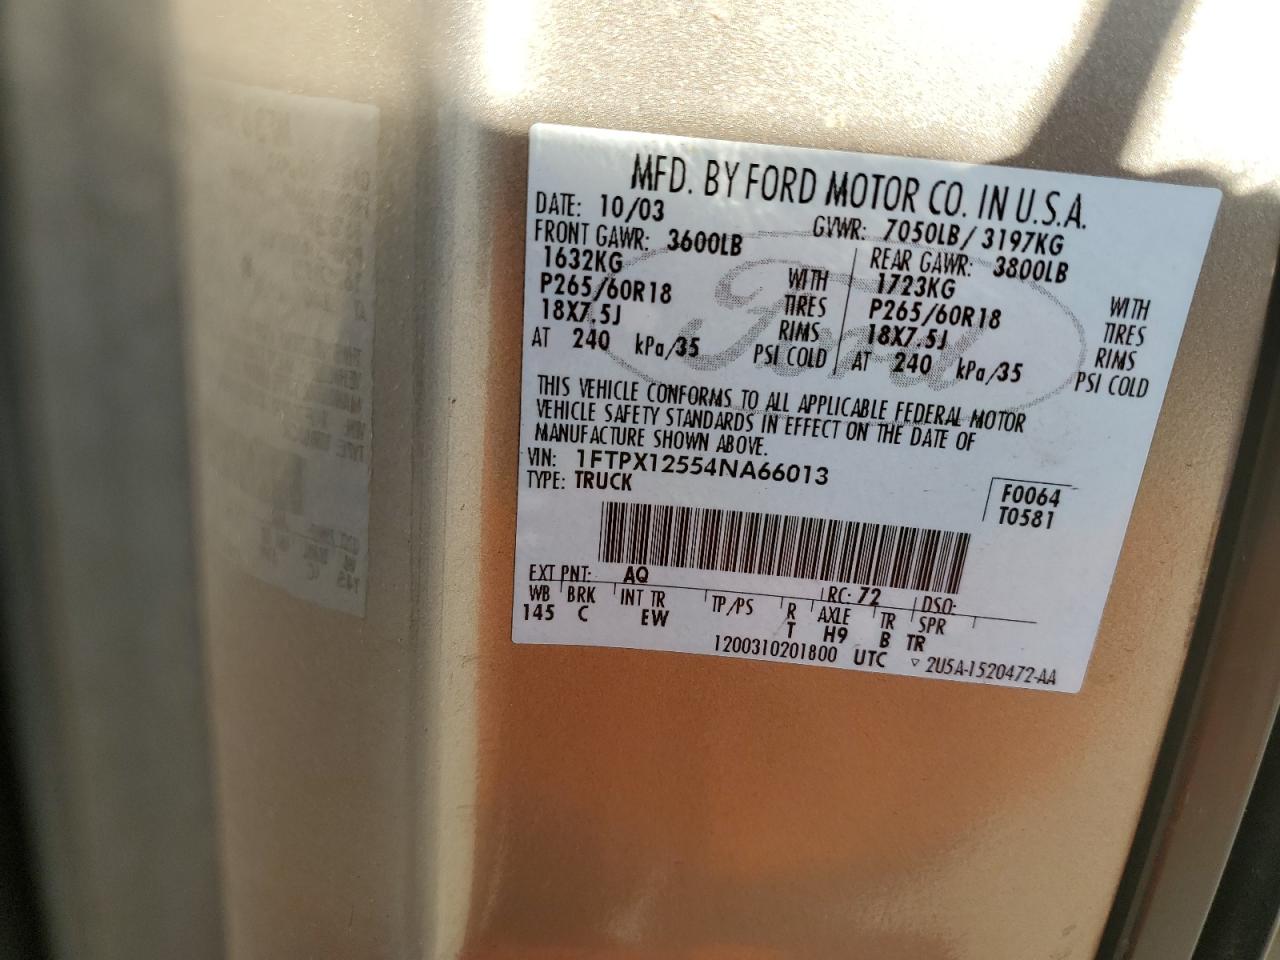 MFD. BY FORD MOTOR CO. IN U.S.A.
DATE: 10/03 GVWR: 7050LB/3197KG
FRONT GAWR: 3600LB REAR GAWR: 3800LB
1632KG WITH 1723KG WITH
P265/60R18 TIRES P265/60R18 TIRES
18X7.5J RIMS 18X7.5J RIMS
AT 240 kPa/35 PSI COLD AT 240 kPa/35 PSI COLD
Ford
THIS VEHICLE CONFORMS TO ALL APPLICABLE FEDERAL MOTOR
VEHICLE SAFETY STANDARDS IN EFFECT ON THE DATE OF
MANUFACTURE SHOWN ABOVE.
VIN: 1FTPX12554NA66013
TYPE: TRUCK
F0064
T0581
EXT PNT: AQ RC: 72 DSO:
WB BRK INT TR TP/PS R AXLE TR SPR
145 C EW T H9 B TR
1200310201800 UTC ▽ 2U5A-1520472-AA